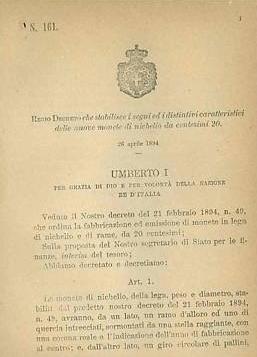 N. 161.
REGIO DECRETO che stabilisce i segni ed i distintivi caratteristici
delle nuove monete di nichelio da centesimi 20.
26 aprile 1894
UMBERTO I
PER GRAZIA DI DIO E PER VOLONTÀ DELLA NAZIONE
RE D'ITALIA
Veduto il Nostro decreto del 21 febbraio 1894, n. 49,
che ordina la fabbricazione ed emissione di monete in lega
di nichelio e di rame, da 20 centesimi;
Sulla proposta del Nostro segretario di Stato per le fi-
nanze, interim del tesoro;
Abbiamo decretato e decretiamo:
Art. 1.
Le monete di nichelio, della lega, peso e diametro, stabi-
liti dal predetto nostro decreto del 21 febbraio 1894,
n. 49, avranno, da un lato, un ramo d'alloro ed uno di
quercia intrecciati, sormontati da una stella raggiante, con
una corona reale e l'indicazione dell'anno di fabbricazione
al centro; e, dall'altro lato, un giro circolare di pallini,